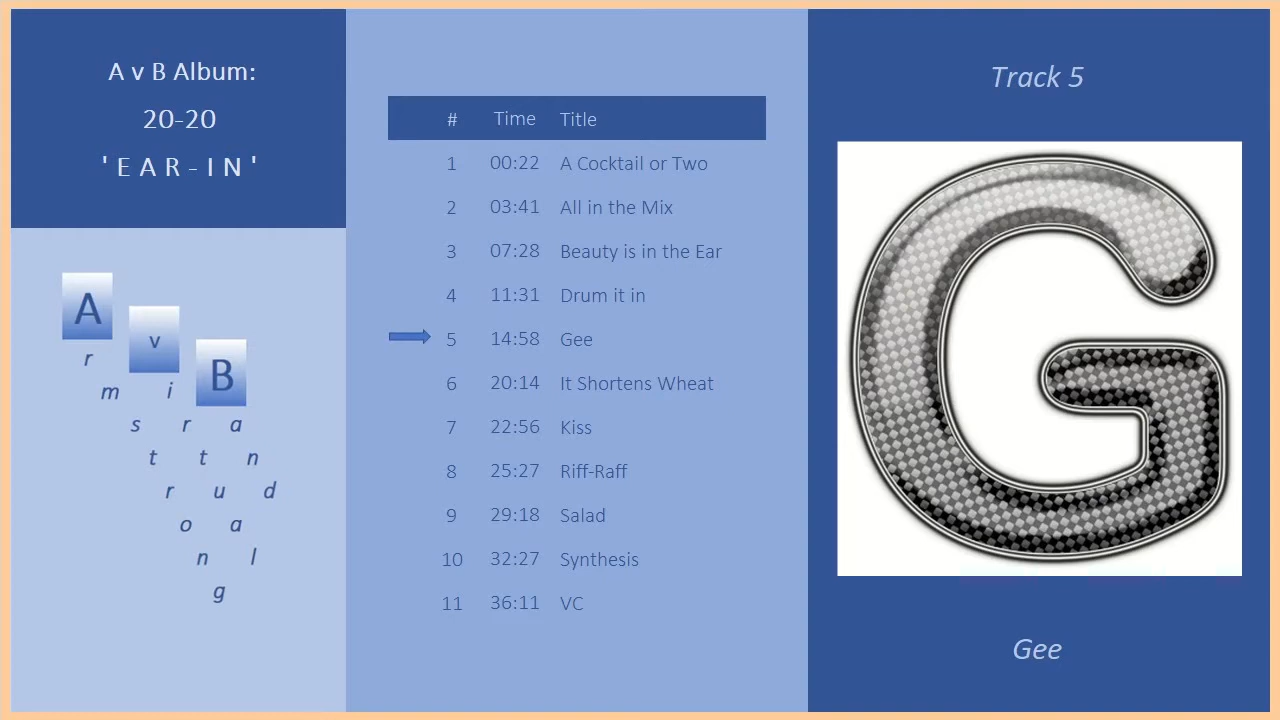 A v B Album:
20-20
'EAR-IN'
A
v
B
r
m i
s r a
t t n
r u d
o a
n l
g
# Time Title
1 00:22 A Cocktail or Two
2 03:41 All in the Mix
3 07:28 Beauty is in the Ear
4 11:31 Drum it in
5 14:58 Gee
6 20:14 It Shortens Wheat
7 22:56 Kiss
8 25:27 Riff-Raff
9 29:18 Salad
10 32:27 Synthesis
11 36:11 VC
Track 5
G
Gee